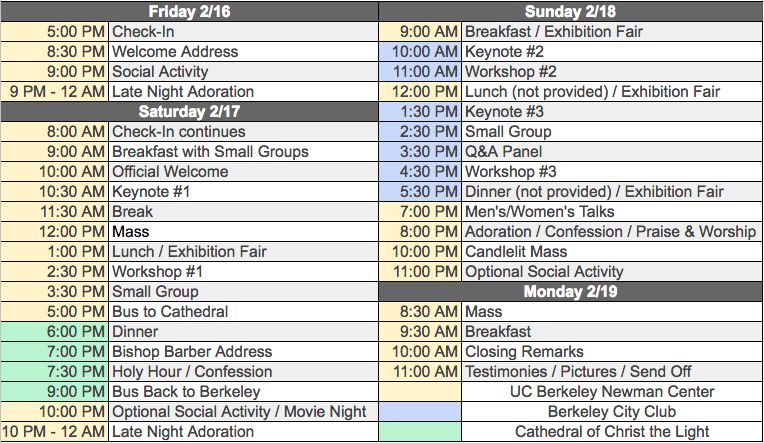 Friday 2/16
5:00 PM Check-In
8:30 PM Welcome Address
9:00 PM Social Activity
9 PM - 12 AM Late Night Adoration
Saturday 2/17
8:00 AM Check-In continues
9:00 AM Breakfast with Small Groups
10:00 AM Official Welcome
10:30 AM Keynote #1
11:30 AM Break
12:00 PM Mass
1:00 PM Lunch / Exhibition Fair
2:30 PM Workshop #1
3:30 PM Small Group
5:00 PM Bus to Cathedral
6:00 PM Dinner
7:00 PM Bishop Barber Address
7:30 PM Holy Hour / Confession
9:00 PM Bus Back to Berkeley
10:00 PM Optional Social Activity / Movie Night
10 PM - 12 AM Late Night Adoration
Sunday 2/18
9:00 AM Breakfast / Exhibition Fair
10:00 AM Keynote #2
11:00 AM Workshop #2
12:00 PM Lunch (not provided) / Exhibition Fair
1:30 PM Keynote #3
2:30 PM Small Group
3:30 PM Q&A Panel
4:30 PM Workshop #3
5:30 PM Dinner (not provided) / Exhibition Fair
7:00 PM Men's/Women's Talks
8:00 PM Adoration / Confession / Praise & Worship
10:00 PM Candlelit Mass
11:00 PM Optional Social Activity
Monday 2/19
8:30 AM Mass
9:30 AM Breakfast
10:00 AM Closing Remarks
11:00 AM Testimonies / Pictures / Send Off
UC Berkeley Newman Center
Berkeley City Club
Cathedral of Christ the Light